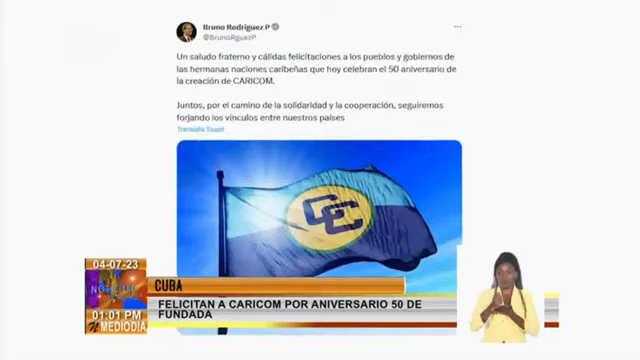 Bruno Rodríguez P
@BrunoRguezP
Un saludo fraterno y cálidas felicitaciones a los pueblos y gobiernos de
las hermanas naciones caribeñas que hoy celebran el 50 aniversario de
la creación de CARICOM.
Juntos, por el camino de la solidaridad y la cooperación, seguiremos
forjando los vínculos entre nuestros países
Translate Tweet
CC
04-07-23
NOTICIERO
01:01 PM
MEDIODÍA
CUBA
FELICITAN A CARICOM POR ANIVERSARIO 50 DE
FUNDADA